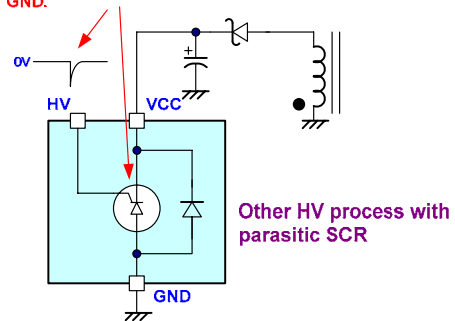 GND.
0V
HV
VCC
+
Other HV process with
parasitic SCR
GND